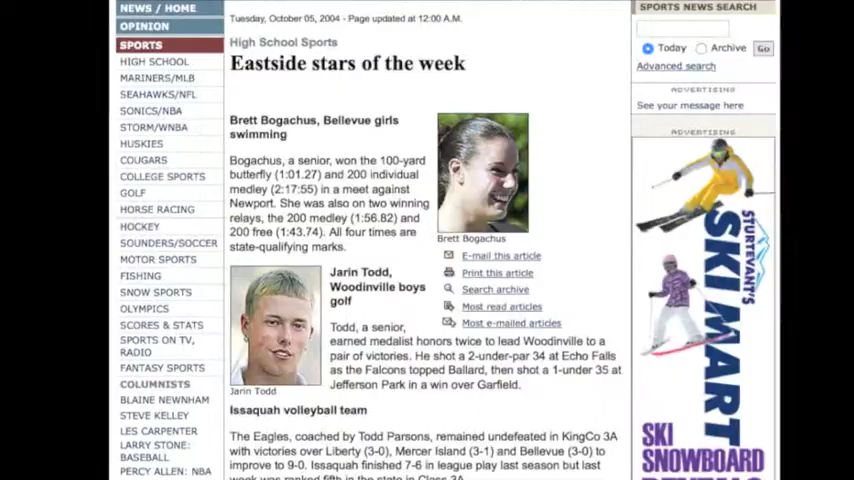 NEWS / HOME
OPINION
SPORTS
HIGH SCHOOL
MARINERS/MLB
SEAHAWKS/NFL
SONICS/NBA
STORM/WNBA
HUSKIES
COUGARS
COLLEGE SPORTS
GOLF
HORSE RACING
HOCKEY
SOUNDERS/SOCCER
MOTOR SPORTS
FISHING
SNOW SPORTS
OLYMPICS
SCORES & STATS
SPORTS ON TV,
RADIO
FANTASY SPORTS
COLUMNISTS
BLAINE NEWNHAM
STEVE KELLEY
LES CARPENTER
LARRY STONE:
BASEBALL
PERCY ALLEN: NBA
Tuesday, October 05, 2004 - Page updated at 12:00 A.M.
High School Sports
Eastside stars of the week
Brett Bogachus, Bellevue girls
swimming
Bogachus, a senior, won the 100-yard
butterfly (1:01.27) and 200 individual
medley (2:17:55) in a meet against
Newport. She was also on two winning
relays, the 200 medley (1:56.82) and
200 free (1:43.74). All four times are
state-qualifying marks.
Brett Bogachus
E-mail this article
Print this article
Search archive
Most read articles
Most e-mailed articles
Jarin Todd,
Woodinville boys
golf
Todd, a senior,
earned medalist honors twice to lead Woodinville to a
pair of victories. He shot a 2-under-par 34 at Echo Falls
as the Falcons topped Ballard, then shot a 1-under 35 at
Jefferson Park in a win over Garfield.
Jarin Todd
Issaquah volleyball team
The Eagles, coached by Todd Parsons, remained undefeated in KingCo 3A
with victories over Liberty (3-0), Mercer Island (3-1) and Bellevue (3-0) to
improve to 9-0. Issaquah finished 7-6 in league play last season but last
week was ranked fifth in the state in Class 3A.
SPORTS NEWS SEARCH
Today Archive Go
Advanced search
ADVERTISING
See your message here
ADVERTISING
STURTEVANT'S
SKI MART
SKI
SNOWBOARD